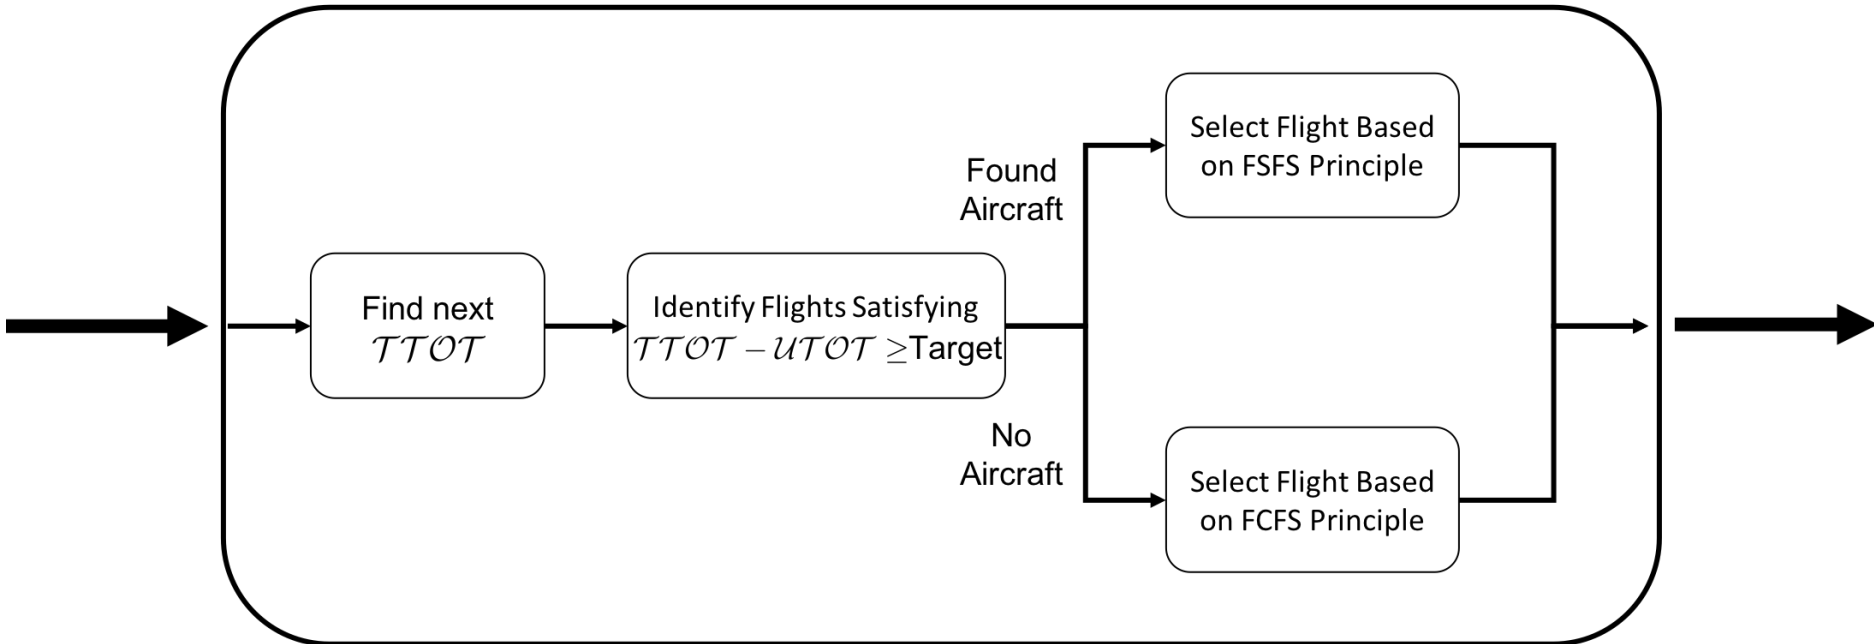 Find next
𝒯𝒯𝒪𝒯
Identify Flights Satisfying
𝒯𝒯𝒪𝒯 − 𝒰𝒯𝒪𝒯 ≥Target
Found
Aircraft
Select Flight Based
on FSFS Principle
No
Aircraft
Select Flight Based
on FCFS Principle